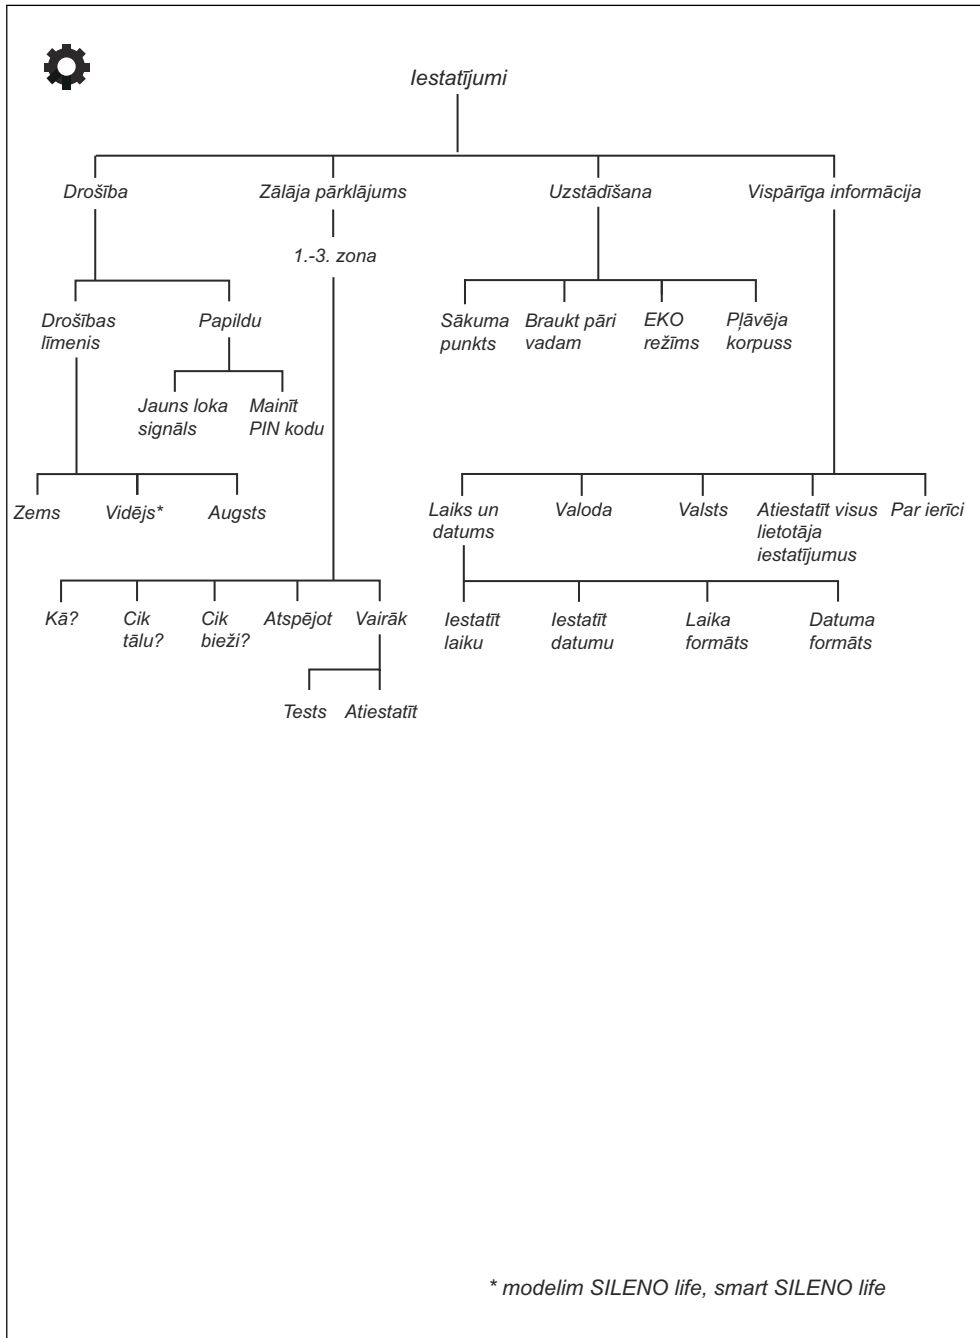 Iestatījumi
Drošība
Zālāja pārklājums
Uzstādīšana
Vispārīga informācija
1.-3. zona
Drošības
līmenis
Papildu
Sākuma
punkts
Braukt pāri
vadam
EKO
režīms
Pļāvēja
korpuss
Jauns loka
signāls
Mainīt
PIN kodu
Zems
Vidējs*
Augsts
Laiks un
datums
Valoda
Valsts
Atiestatīt visus
lietotāja
iestatījumus
Par ierīci
Kā?
Cik
tālu?
Cik
bieži?
Atspējot
Vairāk
Iestatīt
laiku
Iestatīt
datumu
Laika
formāts
Datuma
formāts
Tests
Atiestatīt
* modelim SILENO life, smart SILENO life